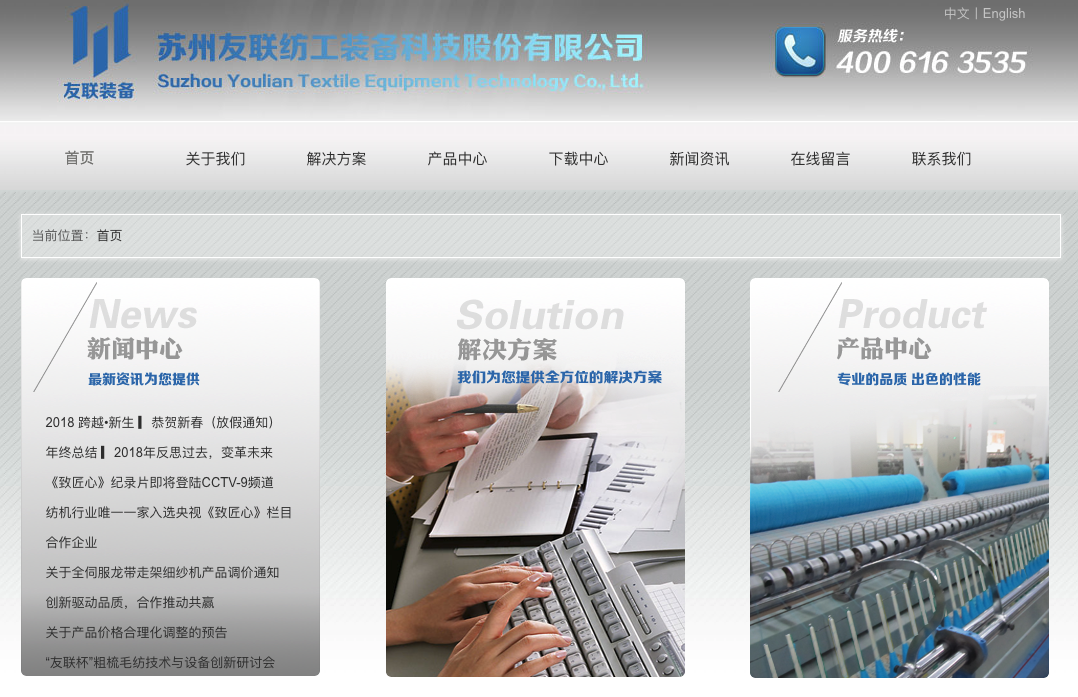 中文 | English
服务热线：
400 616 3535
友联装备
苏州友联纺工装备科技股份有限公司
Suzhou Youlian Textile Equipment Technology Co., Ltd.
首页 关于我们 解决方案 产品中心 下载中心 新闻资讯 在线留言 联系我们
当前位置：首页
News
新闻中心
最新资讯为您提供
2018 跨越•新生 ▎ 恭贺新春（放假通知）
年终总结 ▎ 2018年反思过去，变革未来
《致匠心》纪录片即将登陆CCTV-9频道
纺机行业唯一一家入选央视《致匠心》栏目
合作企业
关于全伺服龙带走架细纱机产品调价通知
创新驱动品质，合作推动共赢
关于产品价格合理化调整的预告
“友联杯”粗梳毛纺技术与设备创新研讨会
Solution
解决方案
我们为您提供全方位的解决方案
Product
产品中心
专业的品质 出色的性能